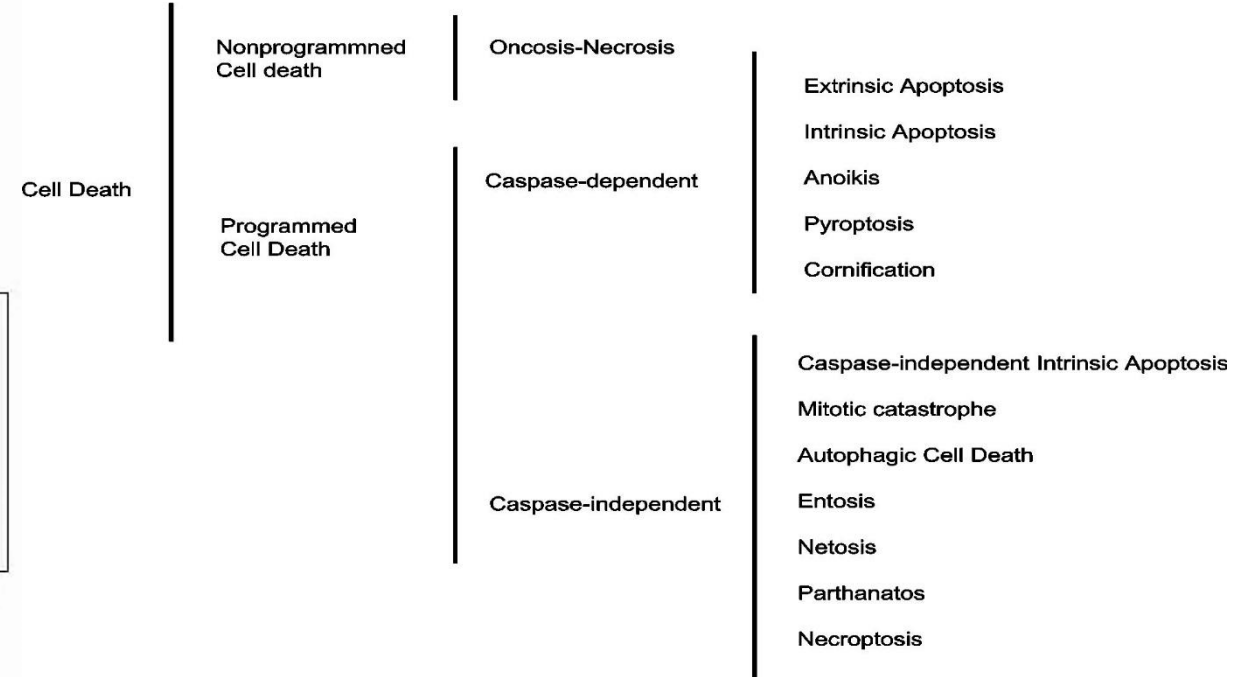 Cell Death
Nonprogrammned
Cell death
Programmed
Cell Death
Oncosis-Necrosis
Caspase-dependent
Caspase-independent
Extrinsic Apoptosis
Intrinsic Apoptosis
Anoikis
Pyroptosis
Cornification
Caspase-independent Intrinsic Apoptosis
Mitotic catastrophe
Autophagic Cell Death
Entosis
Netosis
Parthanatos
Necroptosis